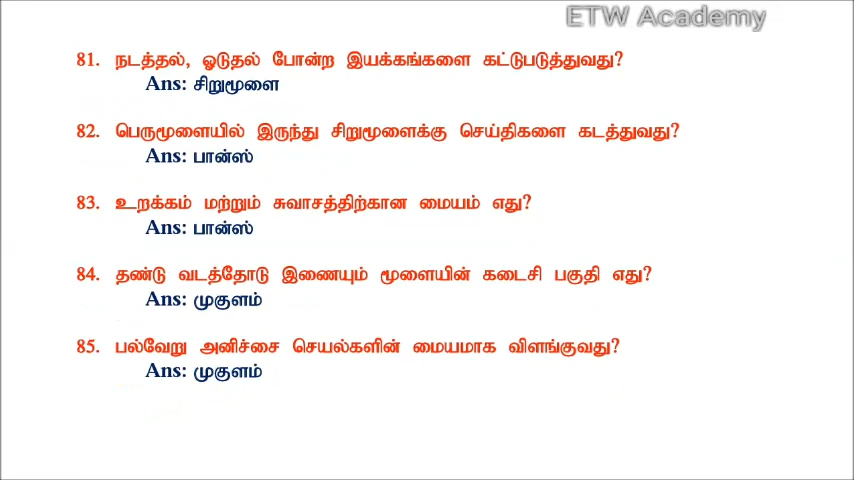 ETW Academy
81. நடத்தல், ஓடுதல் போன்ற இயக்கங்களை கட்டுபடுத்துவது?
Ans: சிறுமூளை
82. பெருமூளையில் இருந்து சிறுமூளைக்கு செய்திகளை கடத்துவது?
Ans: பான்ஸ்
83. உறக்கம் மற்றும் சுவாசத்திற்கான மையம் எது?
Ans: பான்ஸ்
84. தண்டு வடத்தோடு இணையும் மூளையின் கடைசி பகுதி எது?
Ans: முகுளம்
85. பல்வேறு அனிச்சை செயல்களின் மையமாக விளங்குவது?
Ans: முகுளம்